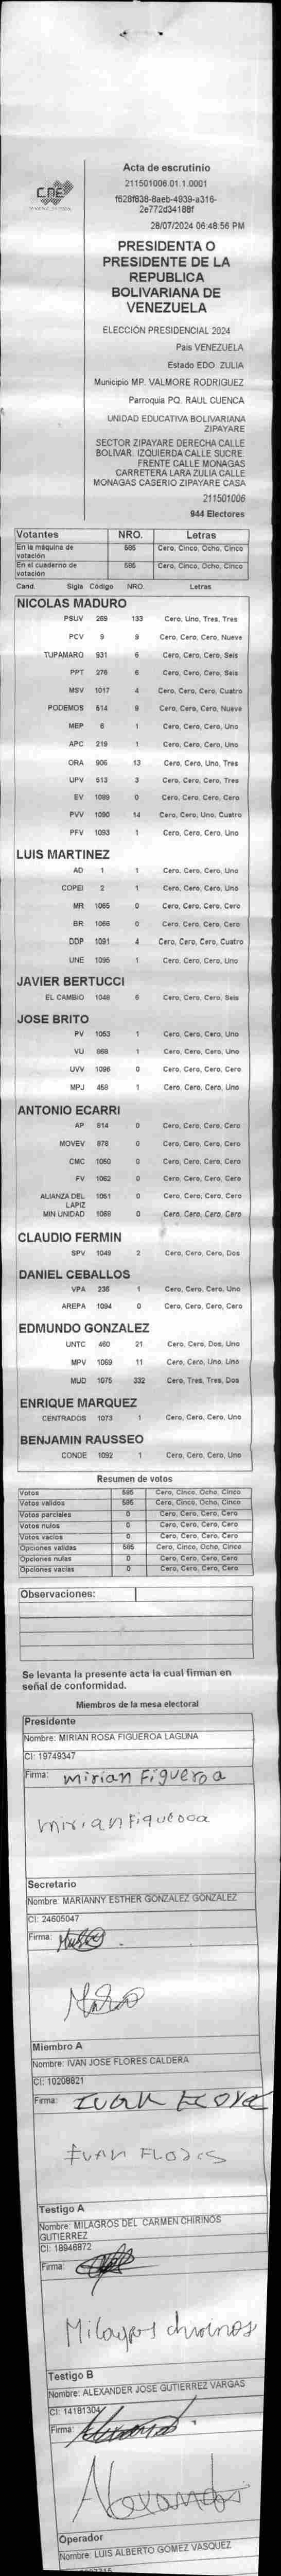 CNE
Acta de escrutinio
211501006.01.1.0001
f628f838-8aeb-4939-a316-
2e772d34188f
28/07/2024 06:48:56 PM
PRESIDENTA O
PRESIDENTE DE LA
REPUBLICA
BOLIVARIANA DE
VENEZUELA
ELECCIÓN PRESIDENCIAL 2024
Pais VENEZUELA
Estado EDO. ZULIA
Municipio MP. VALMORE RODRIGUEZ
Parroquia PQ. RAUL CUENCA
UNIDAD EDUCATIVA BOLIVARIANA
ZIPAYARE
SECTOR ZIPAYARE DERECHA CALLE
BOLIVAR. IZQUIERDA CALLE SUCRE.
FRENTE CALLE MONAGAS
CARRETERA LARA ZULIA CALLE
MONAGAS CASERIO ZIPAYARE CASA
211501006
944 Electores
Votantes NRO. Letras
En la máquina de votación 585 Cero, Cinco, Ocho, Cinco
En el cuaderno de votación 585 Cero, Cinco, Ocho, Cinco
Cand. Sigla Código NRO. Letras
NICOLAS MADURO
PSUV 269 133 Cero, Uno, Tres, Tres
PCV 9 9 Cero, Cero, Cero, Nueve
TUPAMARO 931 6 Cero, Cero, Cero, Seis
PPT 276 6 Cero, Cero, Cero, Seis
MSV 1017 4 Cero, Cero, Cero, Cuatro
PODEMOS 514 9 Cero, Cero, Cero, Nueve
MEP 6 1 Cero, Cero, Cero, Uno
APC 219 1 Cero, Cero, Cero, Uno
ORA 906 13 Cero, Cero, Uno, Tres
UPV 513 3 Cero, Cero, Cero, Tres
EV 1089 0 Cero, Cero, Cero, Cero
PVV 1090 14 Cero, Cero, Uno, Cuatro
PFV 1093 1 Cero, Cero, Cero, Uno
LUIS MARTINEZ
AD 1 1 Cero, Cero, Cero, Uno
COPEI 2 1 Cero, Cero, Cero, Uno
MR 1065 0 Cero, Cero, Cero, Cero
BR 1066 0 Cero, Cero, Cero, Cero
DDP 1091 4 Cero, Cero, Cero, Cuatro
UNE 1095 1 Cero, Cero, Cero, Uno
JAVIER BERTUCCI
EL CAMBIO 1048 6 Cero, Cero, Cero, Seis
JOSE BRITO
PV 1053 1 Cero, Cero, Cero, Uno
VU 868 1 Cero, Cero, Cero, Uno
UVV 1096 0 Cero, Cero, Cero, Cero
MPJ 458 1 Cero, Cero, Cero, Uno
ANTONIO ECARRI
AP 814 0 Cero, Cero, Cero, Cero
MOVEV 878 0 Cero, Cero, Cero, Cero
CMC 1050 0 Cero, Cero, Cero, Cero
FV 1062 0 Cero, Cero, Cero, Cero
ALIANZA DEL LAPIZ 1061 0 Cero, Cero, Cero, Cero
MIN UNIDAD 1068 0 Cero, Cero, Cero, Cero
CLAUDIO FERMIN
SPV 1049 2 Cero, Cero, Cero, Dos
DANIEL CEBALLOS
VPA 236 1 Cero, Cero, Cero, Uno
AREPA 1094 0 Cero, Cero, Cero, Cero
EDMUNDO GONZALEZ
UNTC 460 21 Cero, Cero, Dos, Uno
MPV 1069 11 Cero, Cero, Uno, Uno
MUD 1075 332 Cero, Tres, Tres, Dos
ENRIQUE MARQUEZ
CENTRADOS 1073 1 Cero, Cero, Cero, Uno
BENJAMIN RAUSSEO
CONDE 1092 1 Cero, Cero, Cero, Uno
Resumen de votos
Votos 585 Cero, Cinco, Ocho, Cinco
Votos validos 585 Cero, Cinco, Ocho, Cinco
Votos parciales 0 Cero, Cero, Cero, Cero
Votos nulos 0 Cero, Cero, Cero, Cero
Votos vacios 0 Cero, Cero, Cero, Cero
Opciones validas 585 Cero, Cinco, Ocho, Cinco
Opciones nulas 0 Cero, Cero, Cero, Cero
Opciones vacias 0 Cero, Cero, Cero, Cero
Observaciones:
Se levanta la presente acta la cual firman en
señal de conformidad.
Miembros de la mesa electoral
Presidente
Nombre: MIRIAN ROSA FIGUEROA LAGUNA
CI: 19749347
Firma: mirian Figueroa
mirian Figueroa
Secretario
Nombre: MARIANNY ESTHER GONZALEZ GONZALEZ
CI: 24605047
Firma:
Miembro A
Nombre: IVAN JOSE FLORES CALDERA
CI: 10208821
Firma: IVAN FLORE
IVAN FLORES
Testigo A
Nombre: MILAGROS DEL CARMEN CHIRINOS
GUTIERREZ
CI: 18946872
Firma:
Milagros chirinos
Testigo B
Nombre: ALEXANDER JOSE GUTIERREZ VARGAS
CI: 14181304
Firma:
Alexander
Operador
Nombre: LUIS ALBERTO GOMEZ VASQUEZ